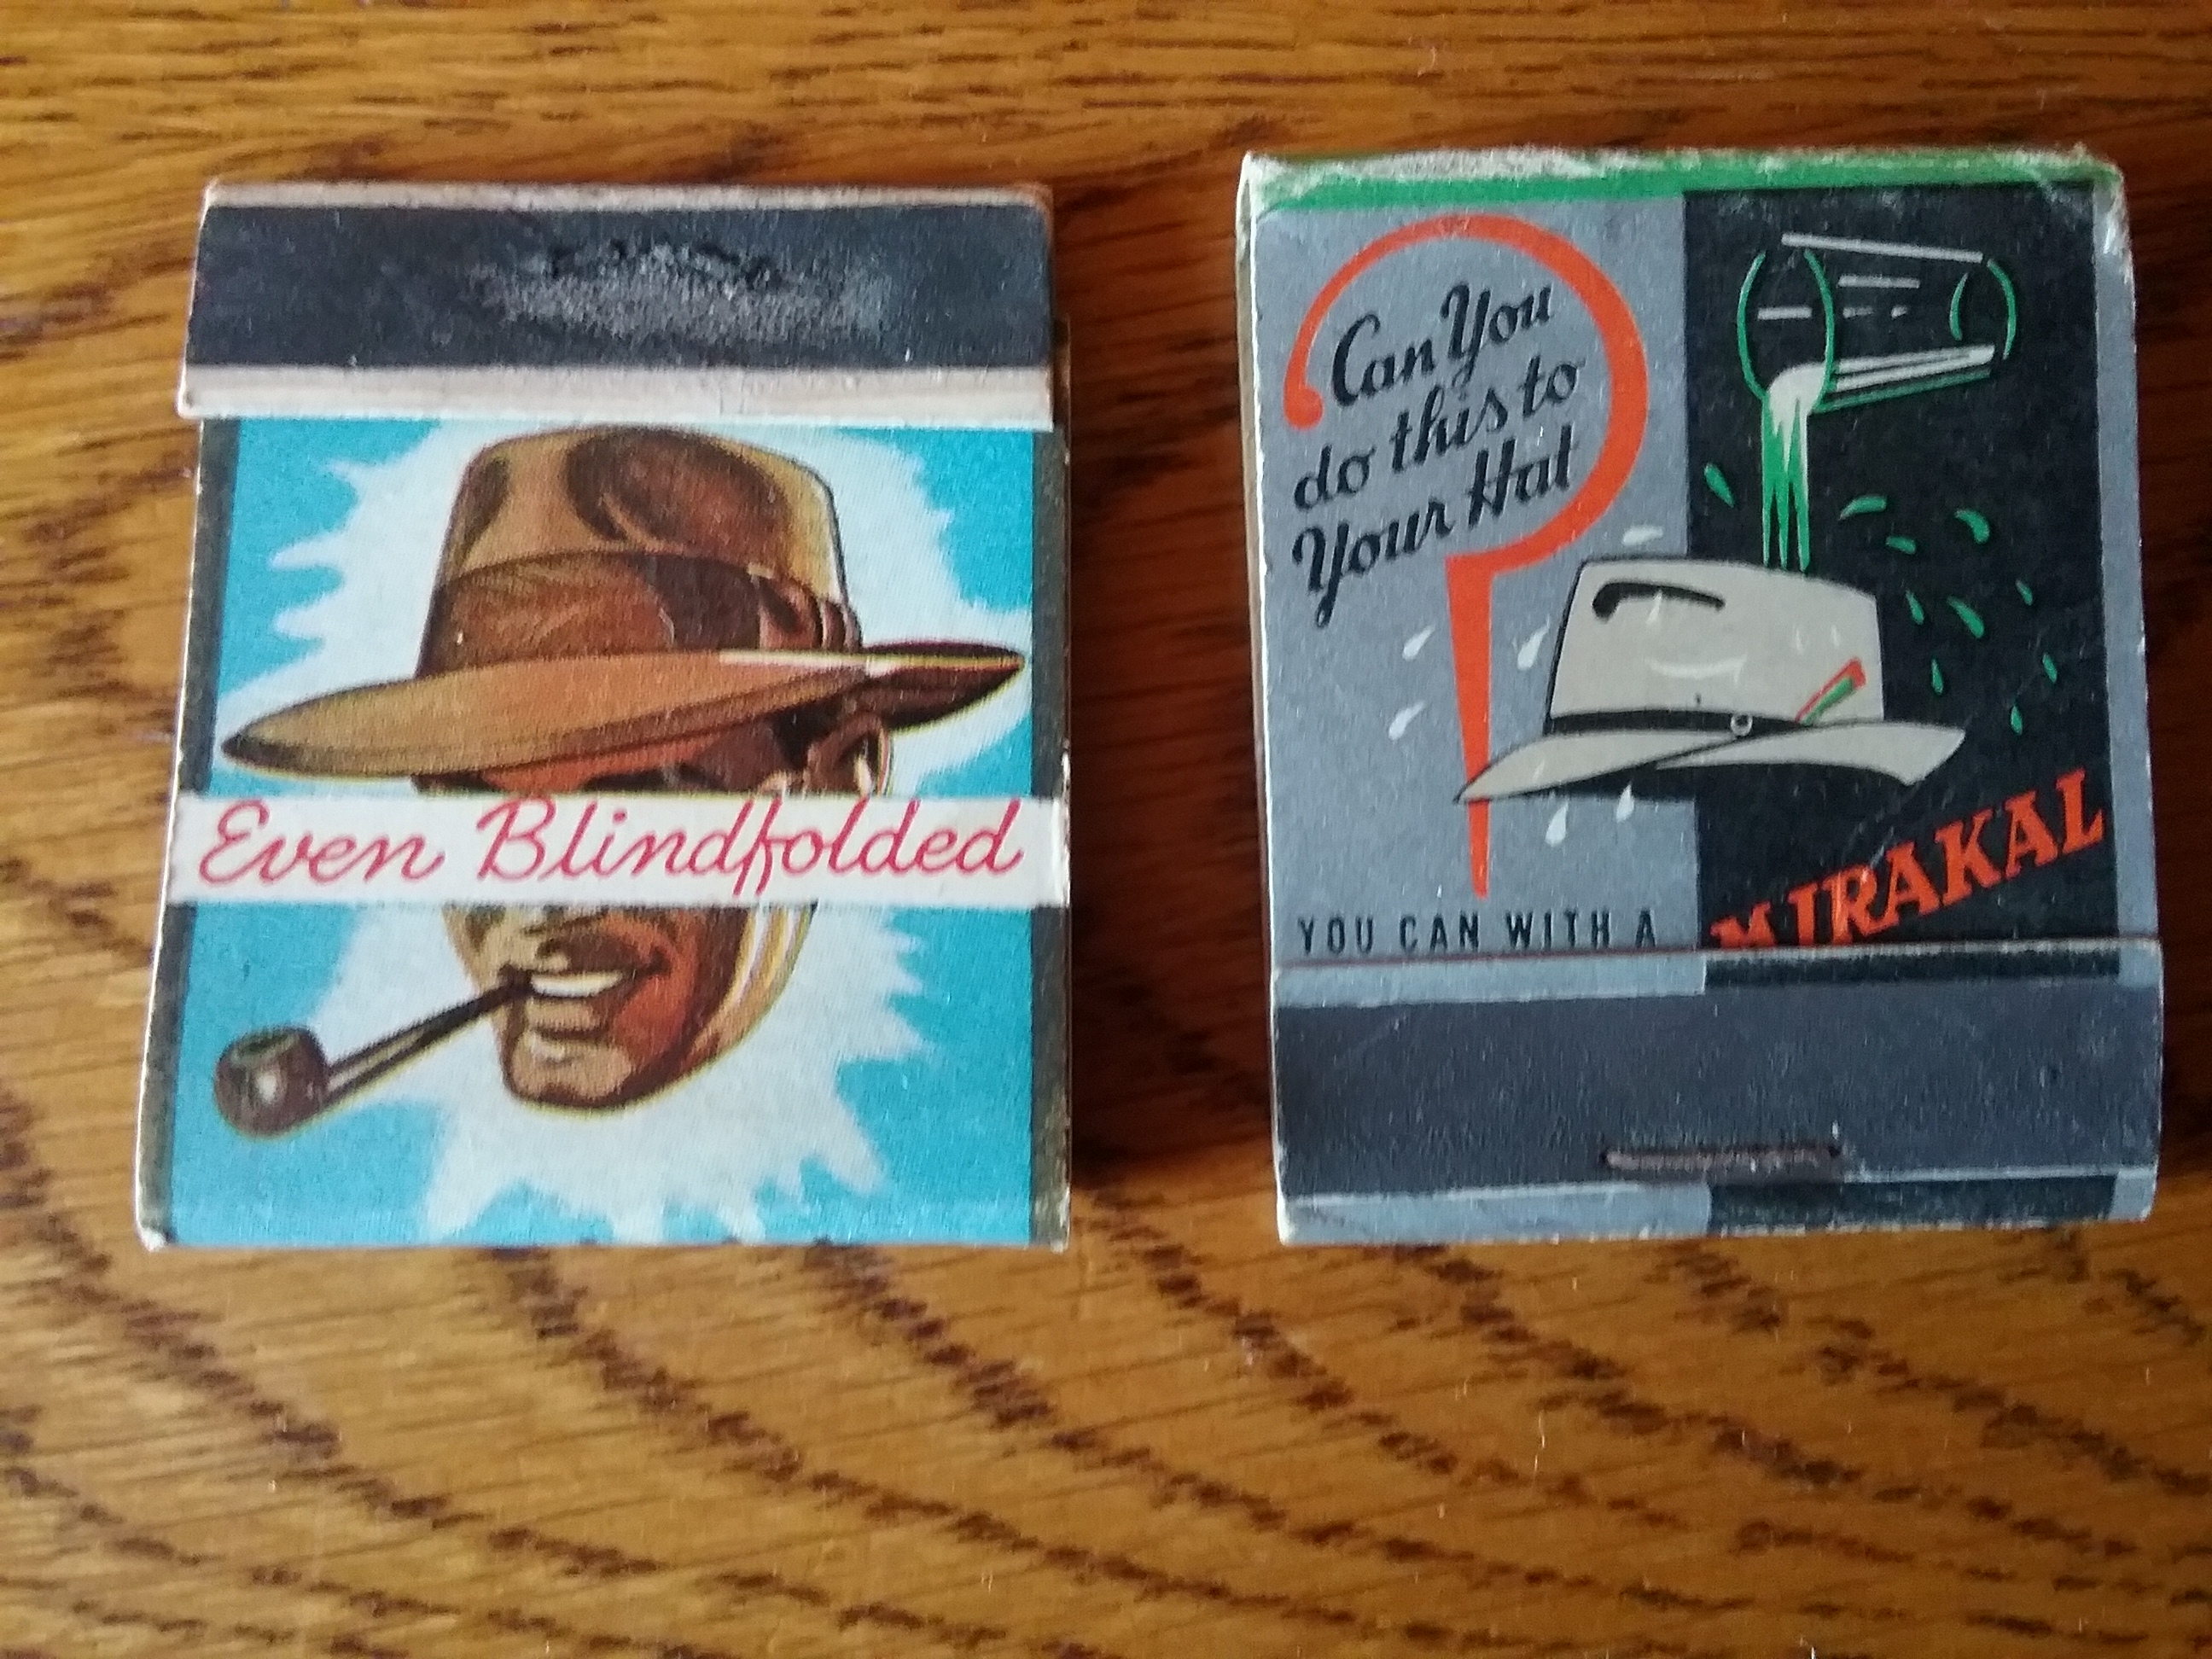 Even Blindfolded
Can You
do this to
Your Hat
YOU CAN WITH A
MIRAKAL